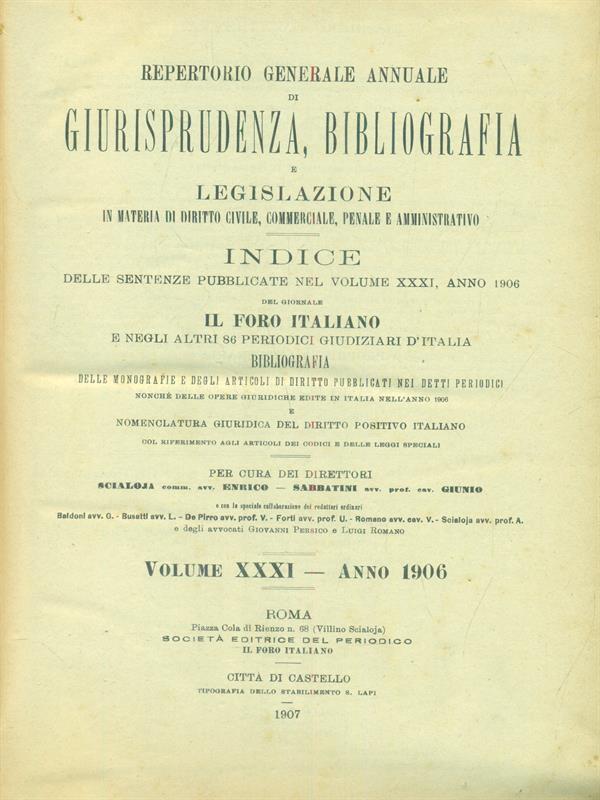 REPERTORIO GENERALE ANNUALE
DI
GIURISPRUDENZA, BIBLIOGRAFIA
E
LEGISLAZIONE
IN MATERIA DI DIRITTO CIVILE, COMMERCIALE, PENALE E AMMINISTRATIVO
INDICE
DELLE SENTENZE PUBBLICATE NEL VOLUME XXXI, ANNO 1906
DEL GIORNALE
IL FORO ITALIANO
E NEGLI ALTRI 86 PERIODICI GIUDIZIARI D'ITALIA
BIBLIOGRAFIA
DELLE MONOGRAFIE E DEGLI ARTICOLI DI DIRITTO PUBBLICATI NEI DETTI PERIODICI
NONCHÈ DELLE OPERE GIURIDICHE EDITE IN ITALIA NELL'ANNO 1906
E
NOMENCLATURA GIURIDICA DEL DIRITTO POSITIVO ITALIANO
COL RIFERIMENTO AGLI ARTICOLI DEI CODICI E DELLE LEGGI SPECIALI
PER CURA DEI DIRETTORI
SCIALOJA comm. avv. ENRICO — SABBATINI avv. prof. cav. GIUNIO
e con la speciale collaborazione dei redattori ordinari
Baldoni avv. G. - Busatti avv. L. - De Pirro avv. prof. V. - Forti avv. prof. U. - Romano avv. cav. V. - Scialoja avv. prof. A.
e degli avvocati GIOVANNI PERSICO e LUIGI ROMANO
VOLUME XXXI — ANNO 1906
ROMA
Piazza Cola di Rienzo n. 68 (Villino Scialoja)
SOCIETÀ EDITRICE DEL PERIODICO
IL FORO ITALIANO
CITTÀ DI CASTELLO
TIPOGRAFIA DELLO STABILIMENTO S. LAPI
1907